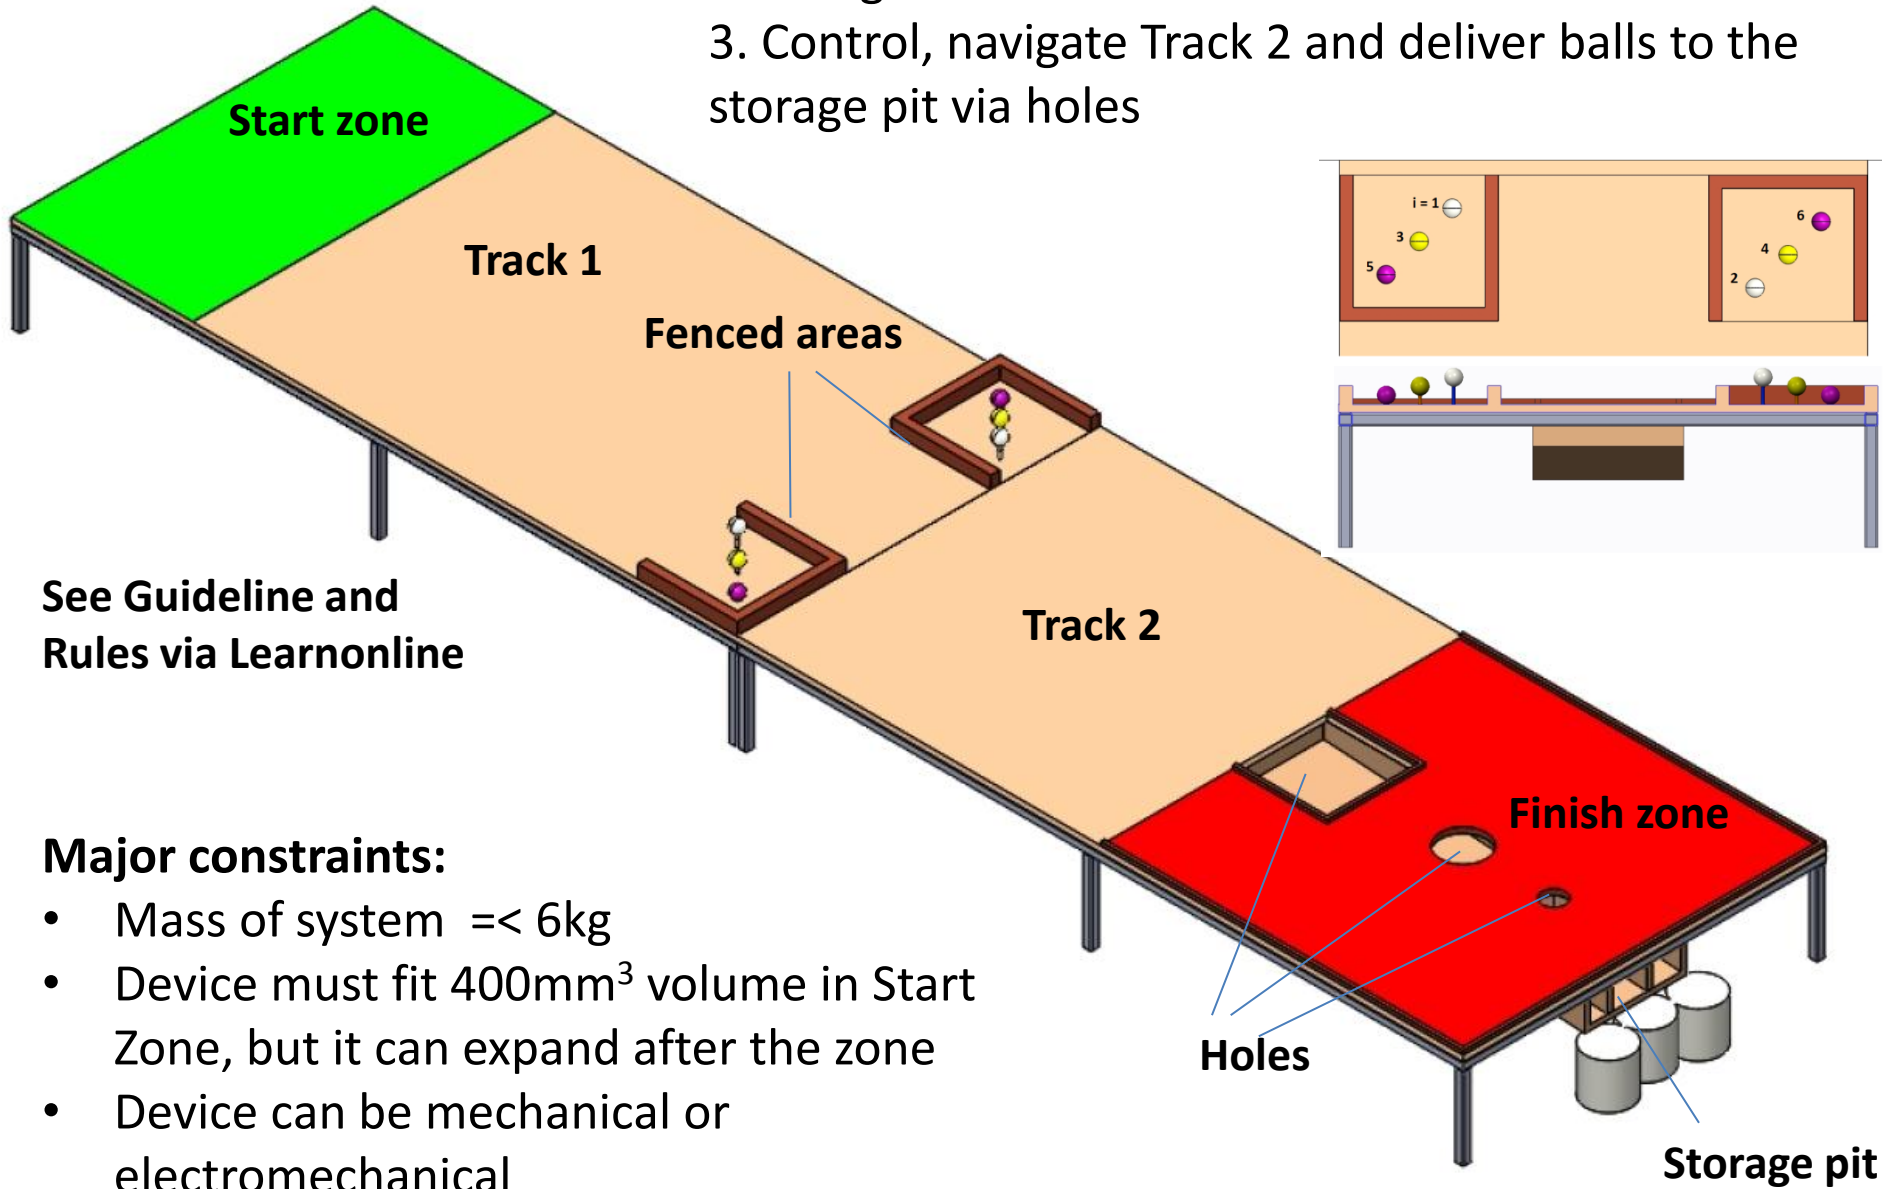 3. Control, navigate Track 2 and deliver balls to the
storage pit via holes
Start zone
Track 1
Fenced areas
i = 1
3
5
6
4
2
See Guideline and
Rules via Learnonline
Track 2
Finish zone
Major constraints:
• Mass of system =< 6kg
• Device must fit 400mm³ volume in Start
Zone, but it can expand after the zone
• Device can be mechanical or
electromechanical
Holes
Storage pit